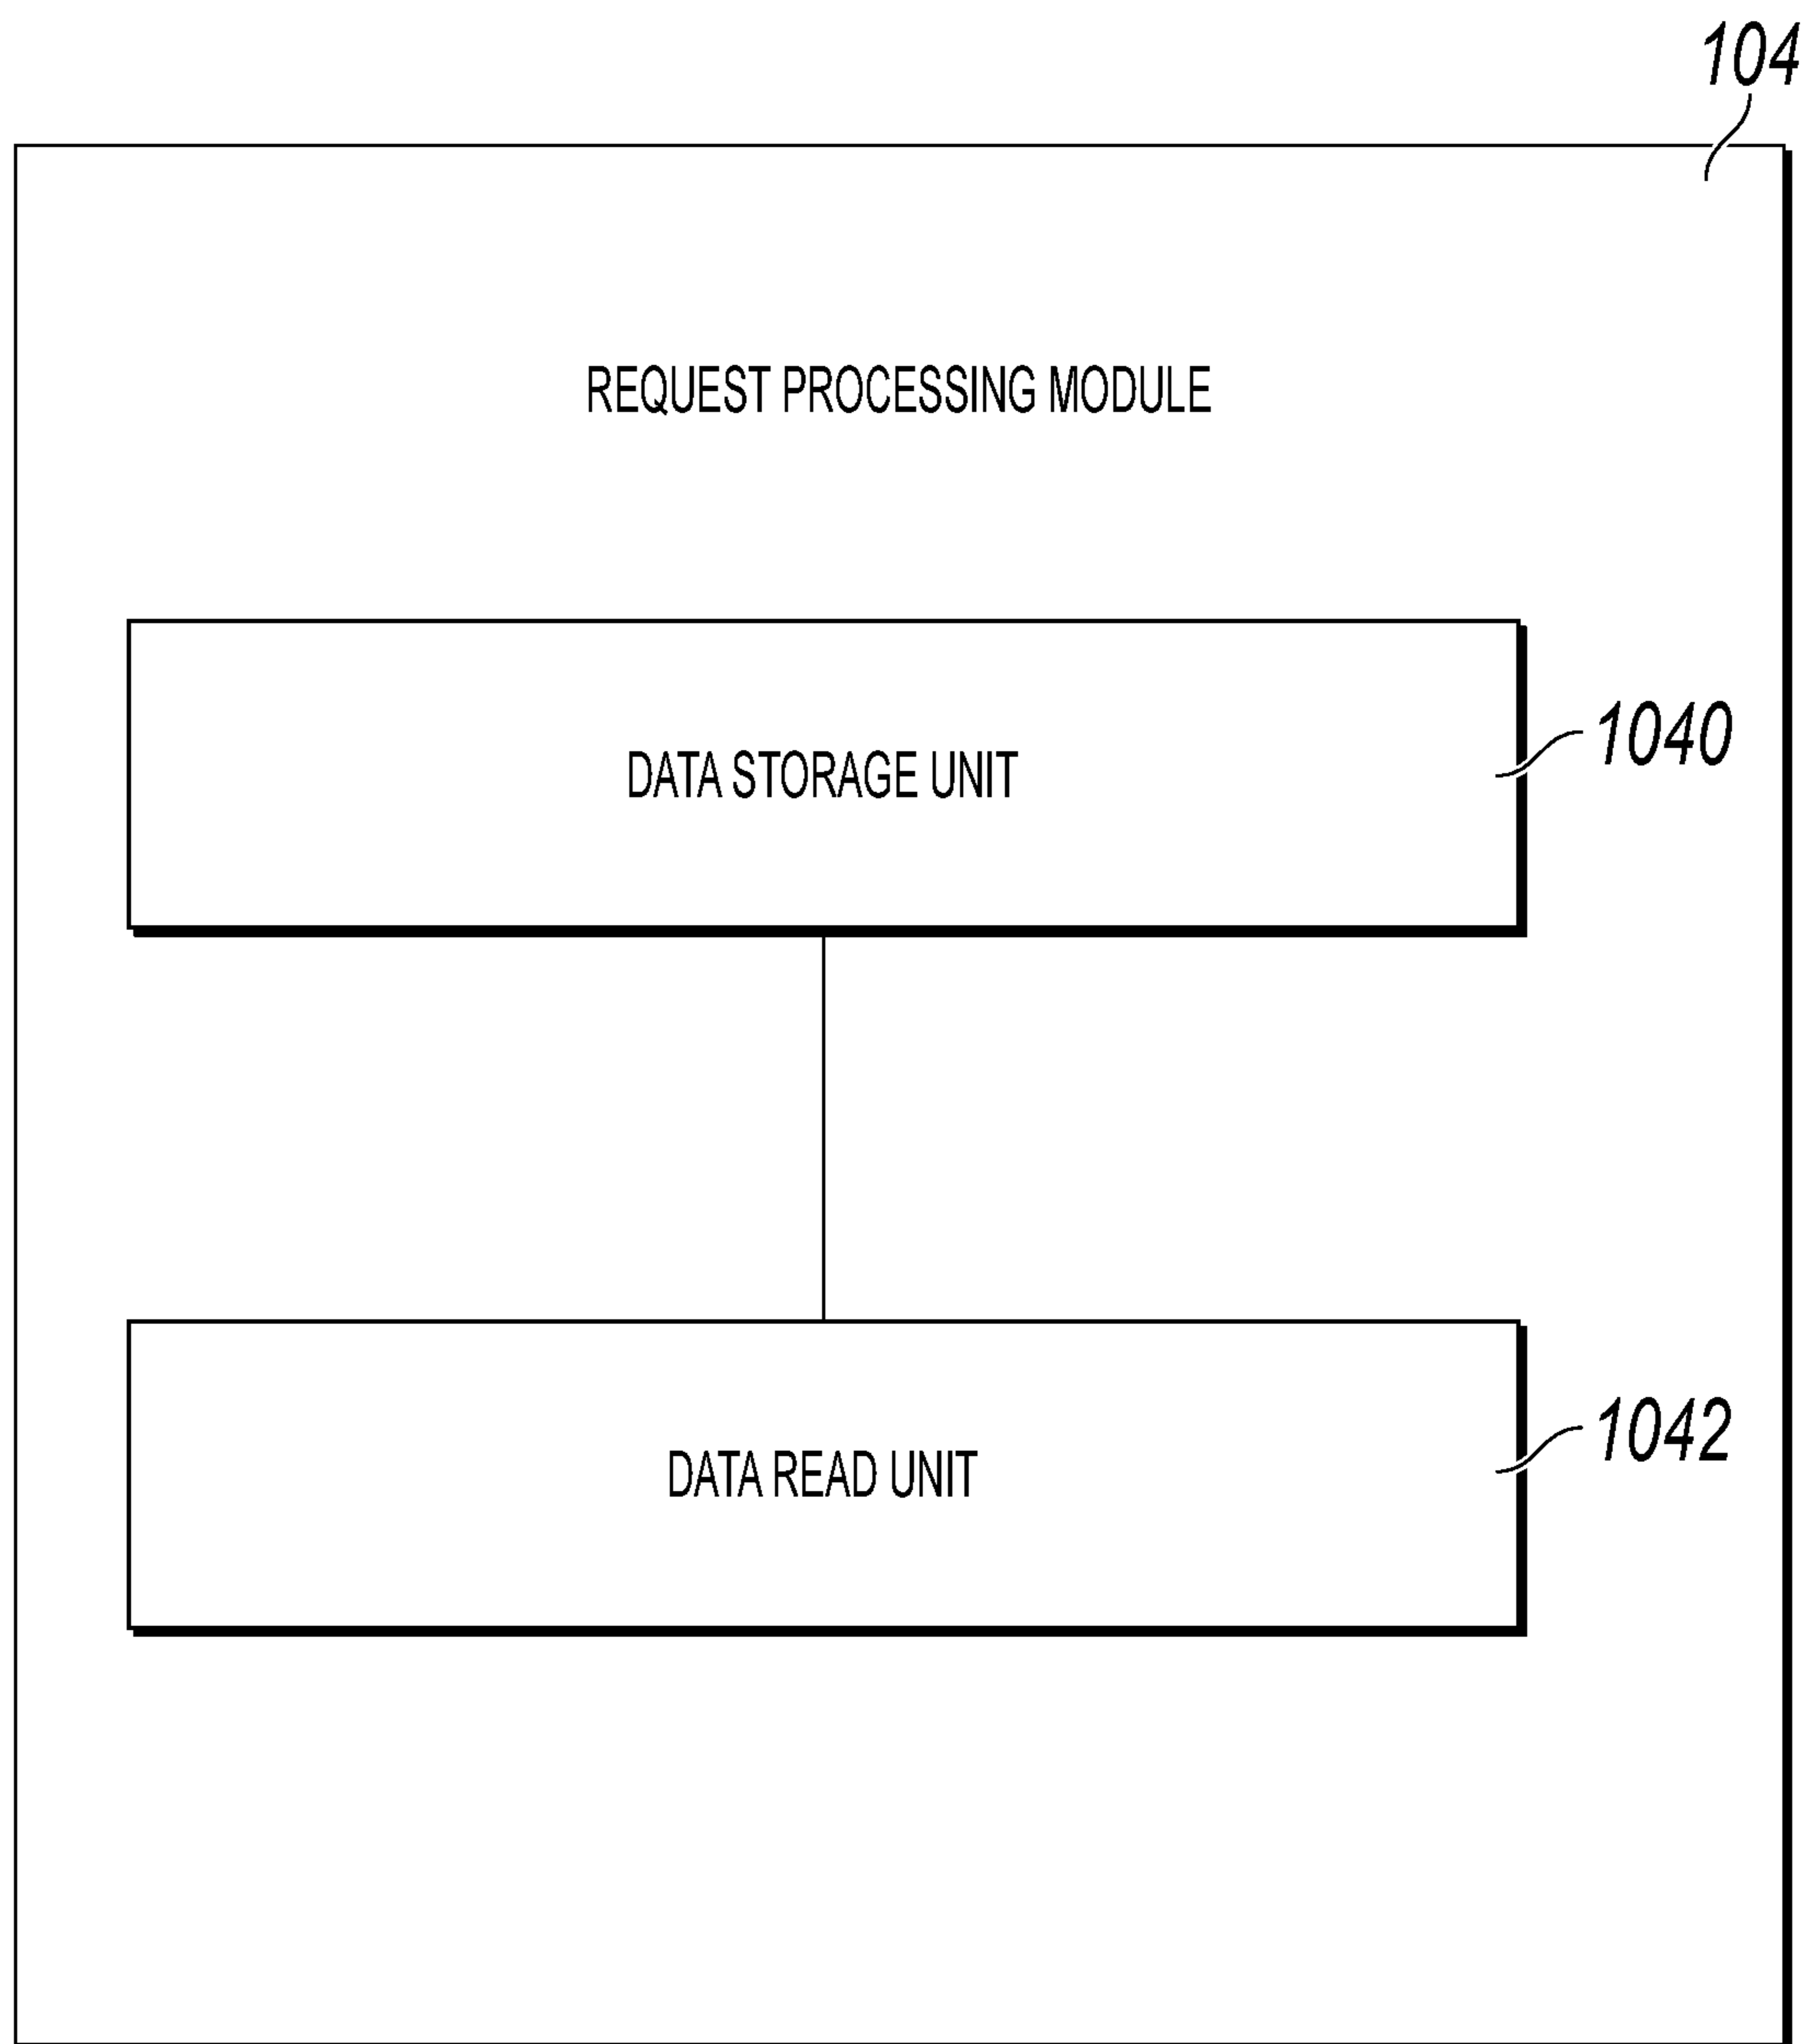 104
REQUEST PROCESSING MODULE
DATA STORAGE UNIT
1040
DATA READ UNIT
1042